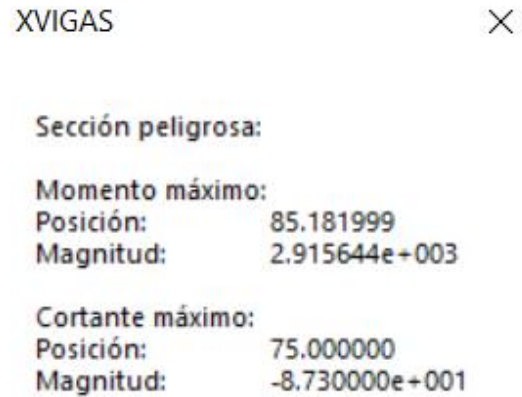 XVIGAS
Sección peligrosa:
Momento máximo:
Posición: 85.181999
Magnitud: 2.915644e+003
Cortante máximo:
Posición: 75.000000
Magnitud: -8.730000e+001